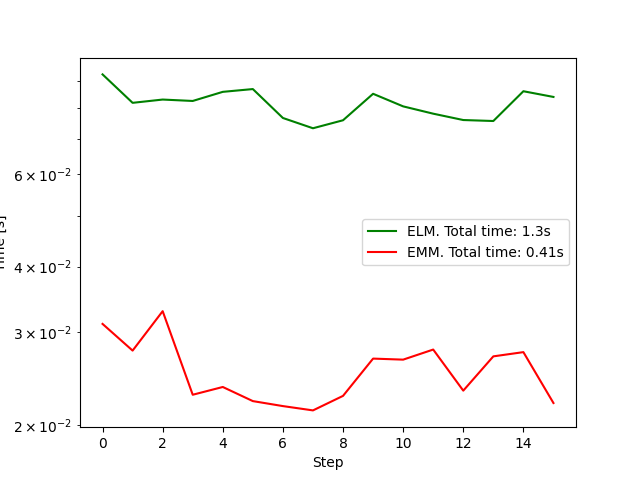 6 × 10⁻²
4 × 10⁻²
3 × 10⁻²
2 × 10⁻²
Time [s]
ELM. Total time: 1.3s
EMM. Total time: 0.41s
0 2 4 6 8 10 12 14
Step